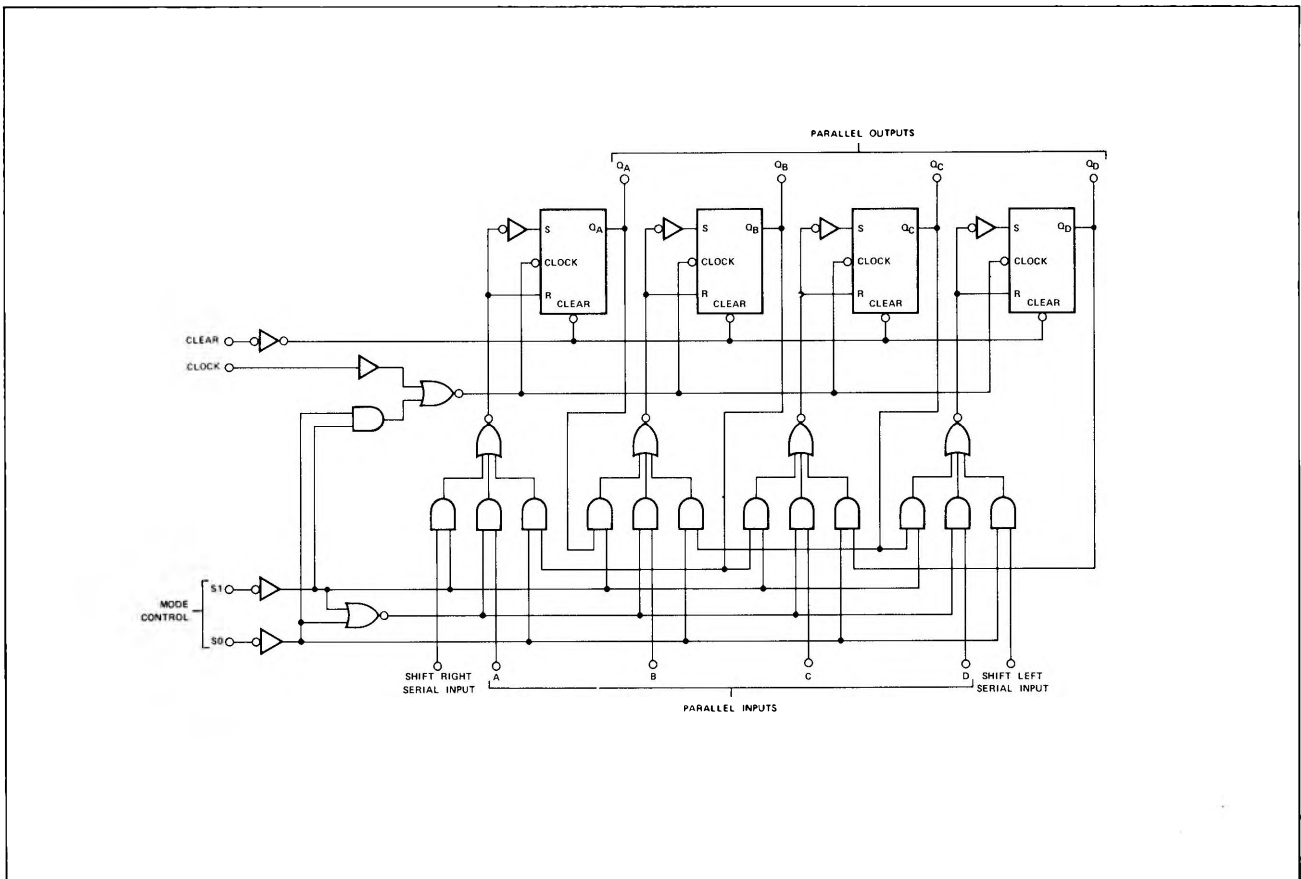 PARALLEL OUTPUTS
QA QB QC QD
S QA S QB S QC S QD
CLOCK CLOCK CLOCK CLOCK
R R R R
CLEAR CLEAR CLEAR CLEAR
CLEAR
CLOCK
S1
MODE
CONTROL
S0
SHIFT RIGHT
SERIAL INPUT
A B C D
SHIFT LEFT
SERIAL INPUT
PARALLEL INPUTS